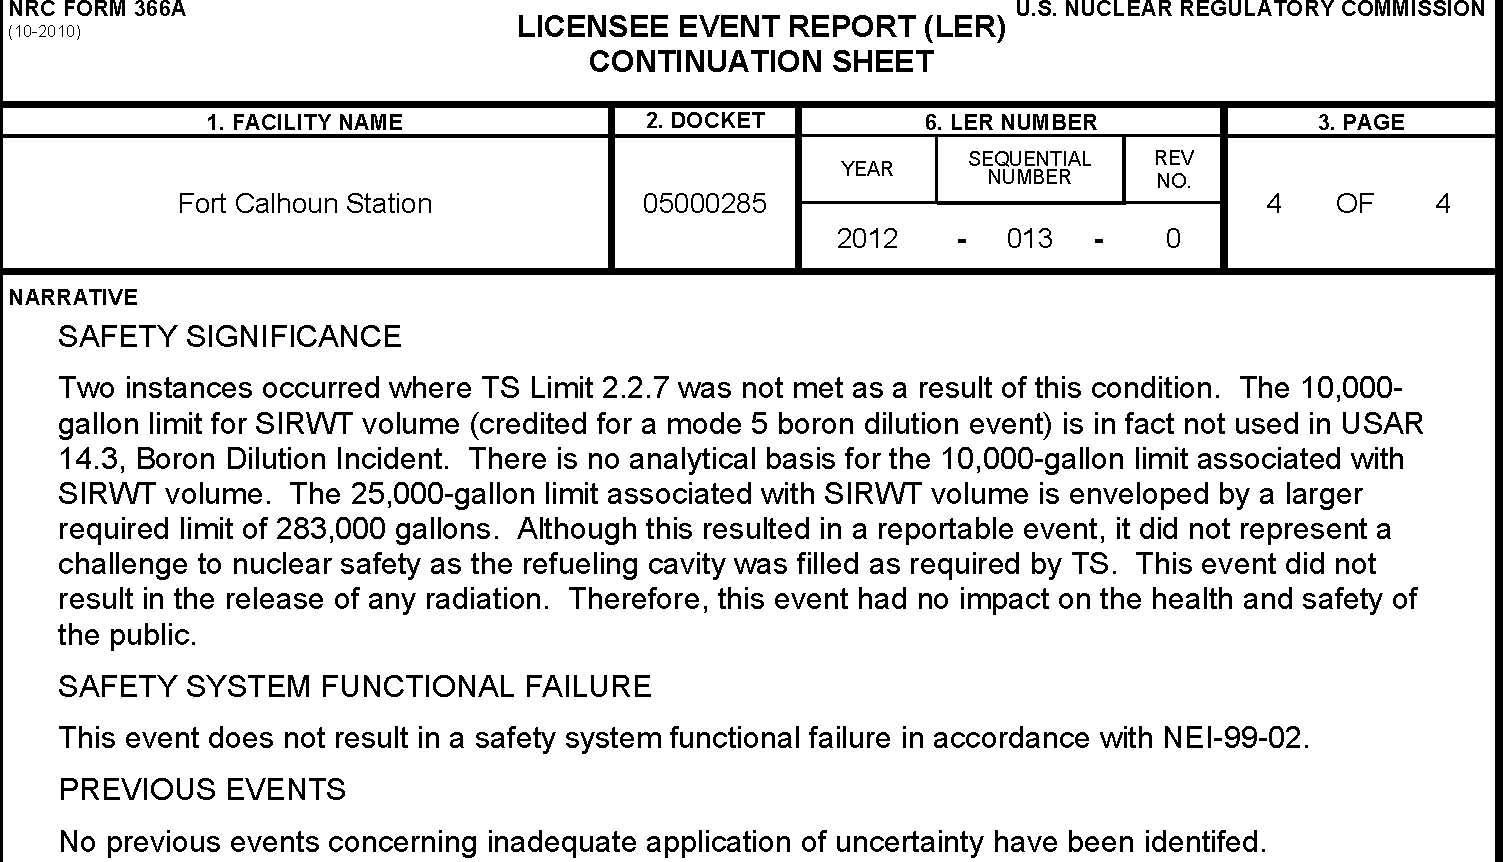 NRC FORM 366A
(10-2010)
U.S. NUCLEAR REGULATORY COMMISSION
LICENSEE EVENT REPORT (LER)
CONTINUATION SHEET
1. FACILITY NAME
2. DOCKET
6. LER NUMBER
3. PAGE
Fort Calhoun Station
05000285
YEAR
SEQUENTIAL
NUMBER
REV
NO.
2012 - 013 - 0
4 OF 4
NARRATIVE
SAFETY SIGNIFICANCE
Two instances occurred where TS Limit 2.2.7 was not met as a result of this condition. The 10,000-
gallon limit for SIRWT volume (credited for a mode 5 boron dilution event) is in fact not used in USAR
14.3, Boron Dilution Incident. There is no analytical basis for the 10,000-gallon limit associated with
SIRWT volume. The 25,000-gallon limit associated with SIRWT volume is enveloped by a larger
required limit of 283,000 gallons. Although this resulted in a reportable event, it did not represent a
challenge to nuclear safety as the refueling cavity was filled as required by TS. This event did not
result in the release of any radiation. Therefore, this event had no impact on the health and safety of
the public.
SAFETY SYSTEM FUNCTIONAL FAILURE
This event does not result in a safety system functional failure in accordance with NEI-99-02.
PREVIOUS EVENTS
No previous events concerning inadequate application of uncertainty have been identifed.